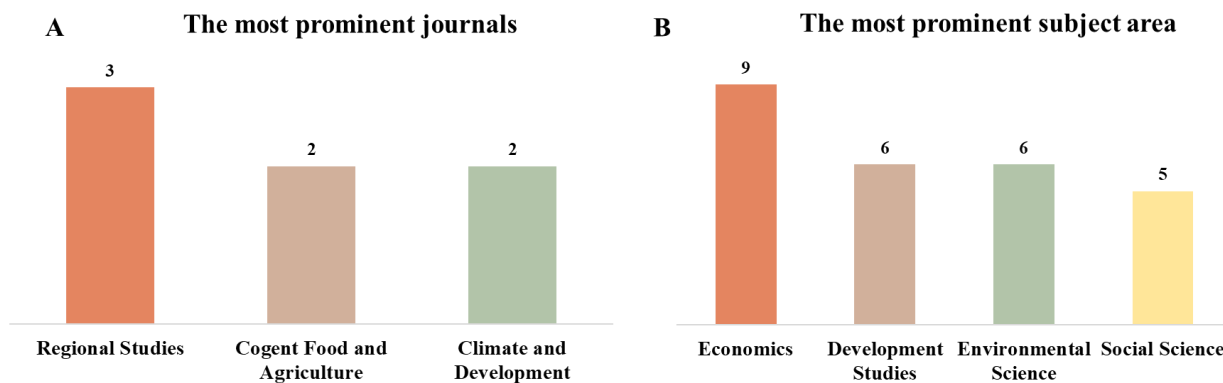 A
The most prominent journals
3
2
2
Regional Studies
Cogent Food and
Agriculture
Climate and
Development
B
The most prominent subject area
9
6
6
5
Economics
Development
Studies
Environmental
Science
Social Science